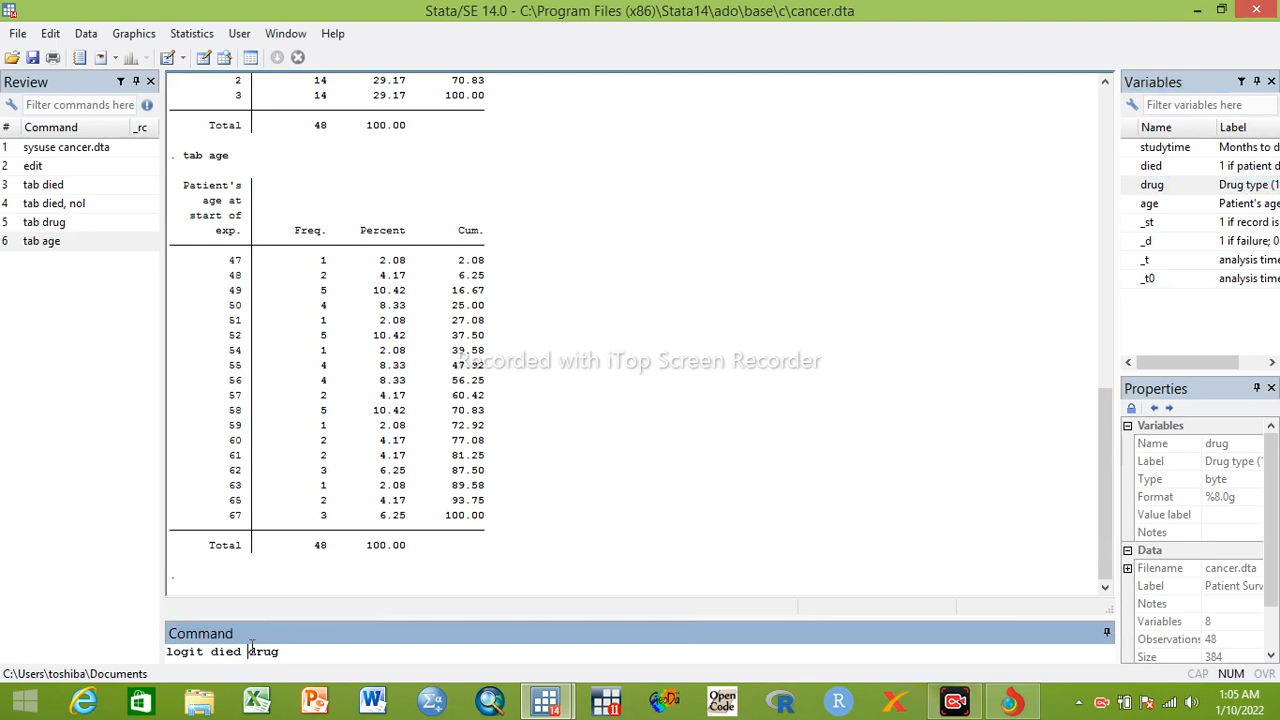 Stata/SE 14.0 - C:\Program Files (x86)\Stata14\ado\base\c\cancer.dta
File Edit Data Graphics Statistics User Window Help
Review
Filter commands here
# Command _rc
1 sysuse cancer.dta
2 edit
3 tab died
4 tab died, nol
5 tab drug
6 tab age
2 14 29.17 70.83
3 14 29.17 100.00
Total 48 100.00
. tab age
Patient's
age at
start of
exp. Freq. Percent Cum.
47 1 2.08 2.08
48 2 4.17 6.25
49 5 10.42 16.67
50 4 8.33 25.00
51 1 2.08 27.08
52 5 10.42 37.50
54 1 2.08 39.58
55 4 8.33 47.92
56 4 8.33 56.25
57 2 4.17 60.42
58 5 10.42 70.83
59 1 2.08 72.92
60 2 4.17 77.08
61 2 4.17 81.25
62 3 6.25 87.50
63 1 2.08 89.58
65 2 4.17 93.75
67 3 6.25 100.00
Total 48 100.00
.
Recorded with iTop Screen Recorder
Command
logit died drug
Variables
Filter variables here
Name Label
studytime Months to d
died 1 if patient d
drug Drug type (1
age Patient's age
_st 1 if record is
_d 1 if failure; 0
_t analysis time
_t0 analysis time
Properties
Variables
Name drug
Label Drug type (1
Type byte
Format %8.0g
Value label
Notes
Data
Filename cancer.dta
Label Patient Surv
Notes
Variables 8
Observations 48
Size 384
C:\Users\toshiba\Documents
CAP NUM OVR
14
11
Open
Code
R
R
1:05 AM
1/10/2022